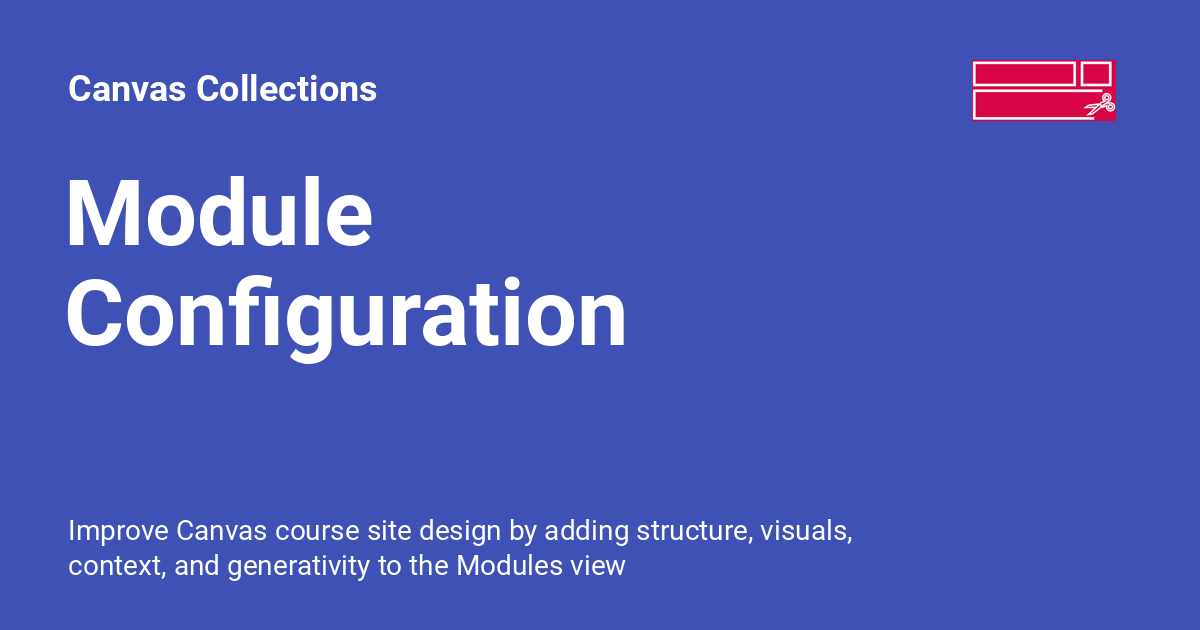 Canvas Collections
Module
Configuration
Improve Canvas course site design by adding structure, visuals,
context, and generativity to the Modules view